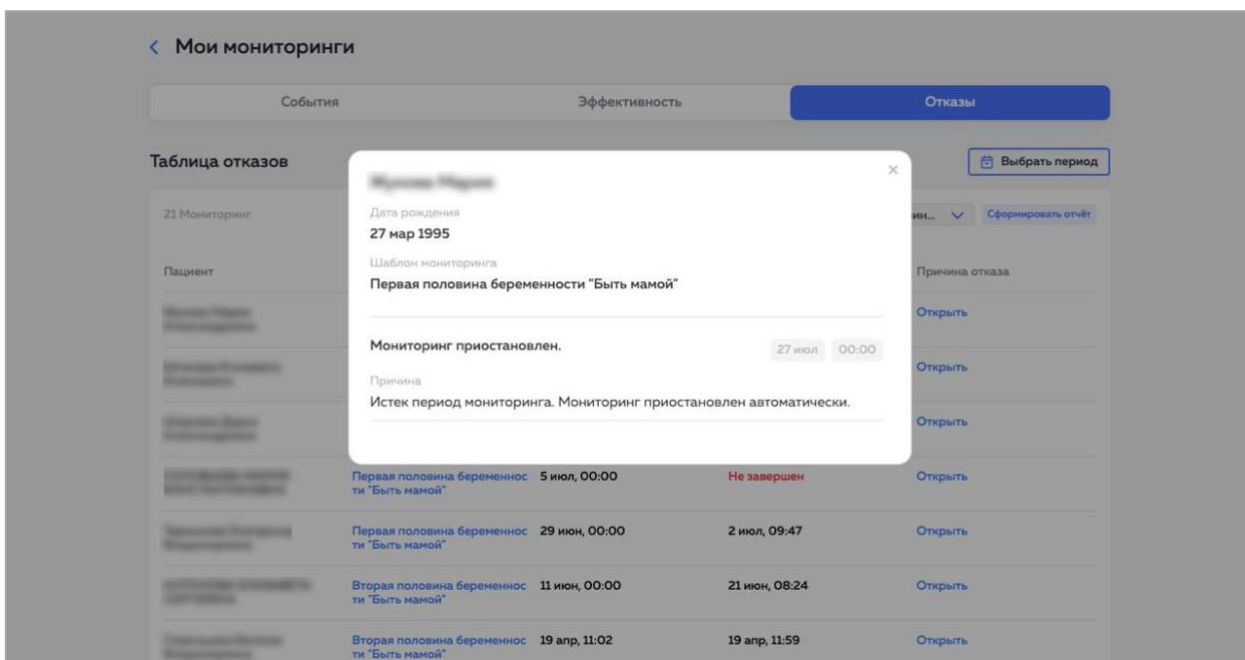 Мои мониторинги
События Эффективность Отказы
Таблица отказов Выбрать период
21 Мониторинг ин... Сформировать отчёт
Дата рождения
27 мар 1995
Шаблон мониторинга
Первая половина беременности "Быть мамой"
Мониторинг приостановлен. 27 июл 00:00
Причина
Истек период мониторинга. Мониторинг приостановлен автоматически.
Пациент Причина отказа
Открыть
Открыть
Открыть
Первая половина беременнос 5 июл, 00:00 Не завершен Открыть
ти "Быть мамой"
Первая половина беременнос 29 июн, 00:00 2 июл, 09:47 Открыть
ти "Быть мамой"
Вторая половина беременнос 11 июн, 00:00 21 июн, 08:24 Открыть
ти "Быть мамой"
Вторая половина беременнос 19 апр, 11:02 19 апр, 11:59 Открыть
ти "Быть мамой"